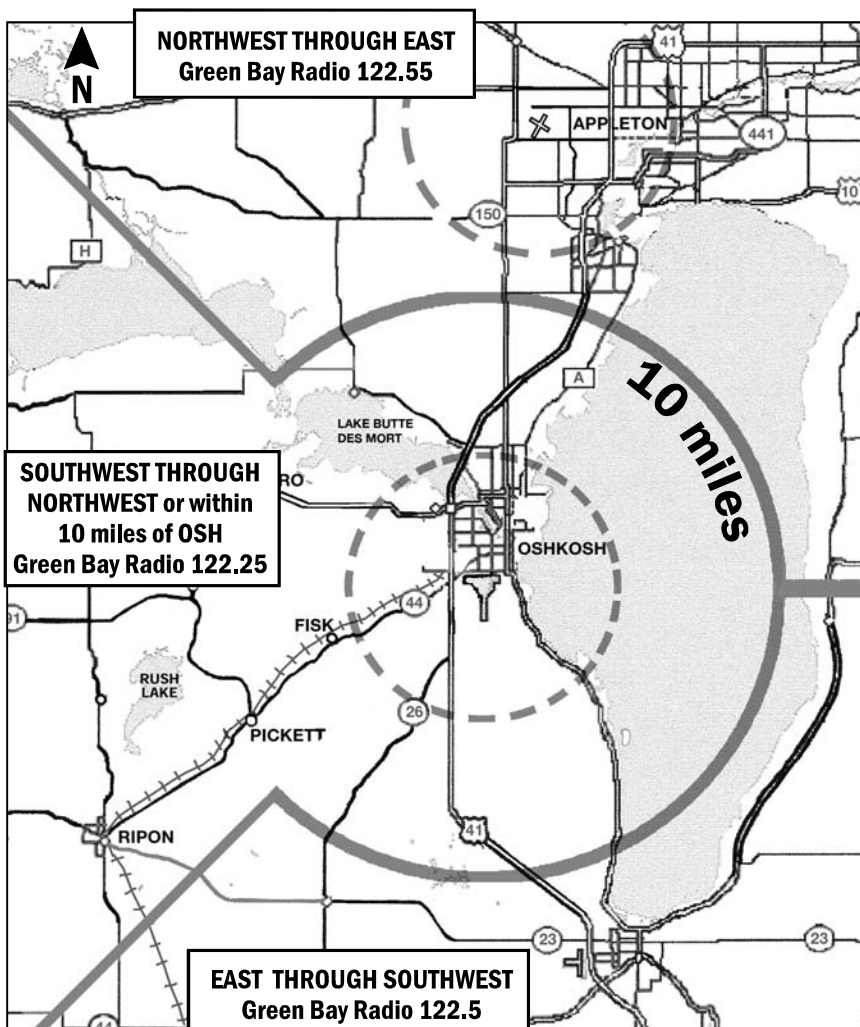 NORTHWEST THROUGH EAST
Green Bay Radio 122.55
N
41
APPLETON
441
10
150
H
10 miles
A
LAKE BUTTE
DES MORT
SOUTHWEST THROUGH
NORTHWEST or within
10 miles of OSH
Green Bay Radio 122.25
RO
OSHKOSH
44
91
FISK
RUSH
LAKE
26
PICKETT
41
RIPON
23
23
EAST THROUGH SOUTHWEST
Green Bay Radio 122.5
44